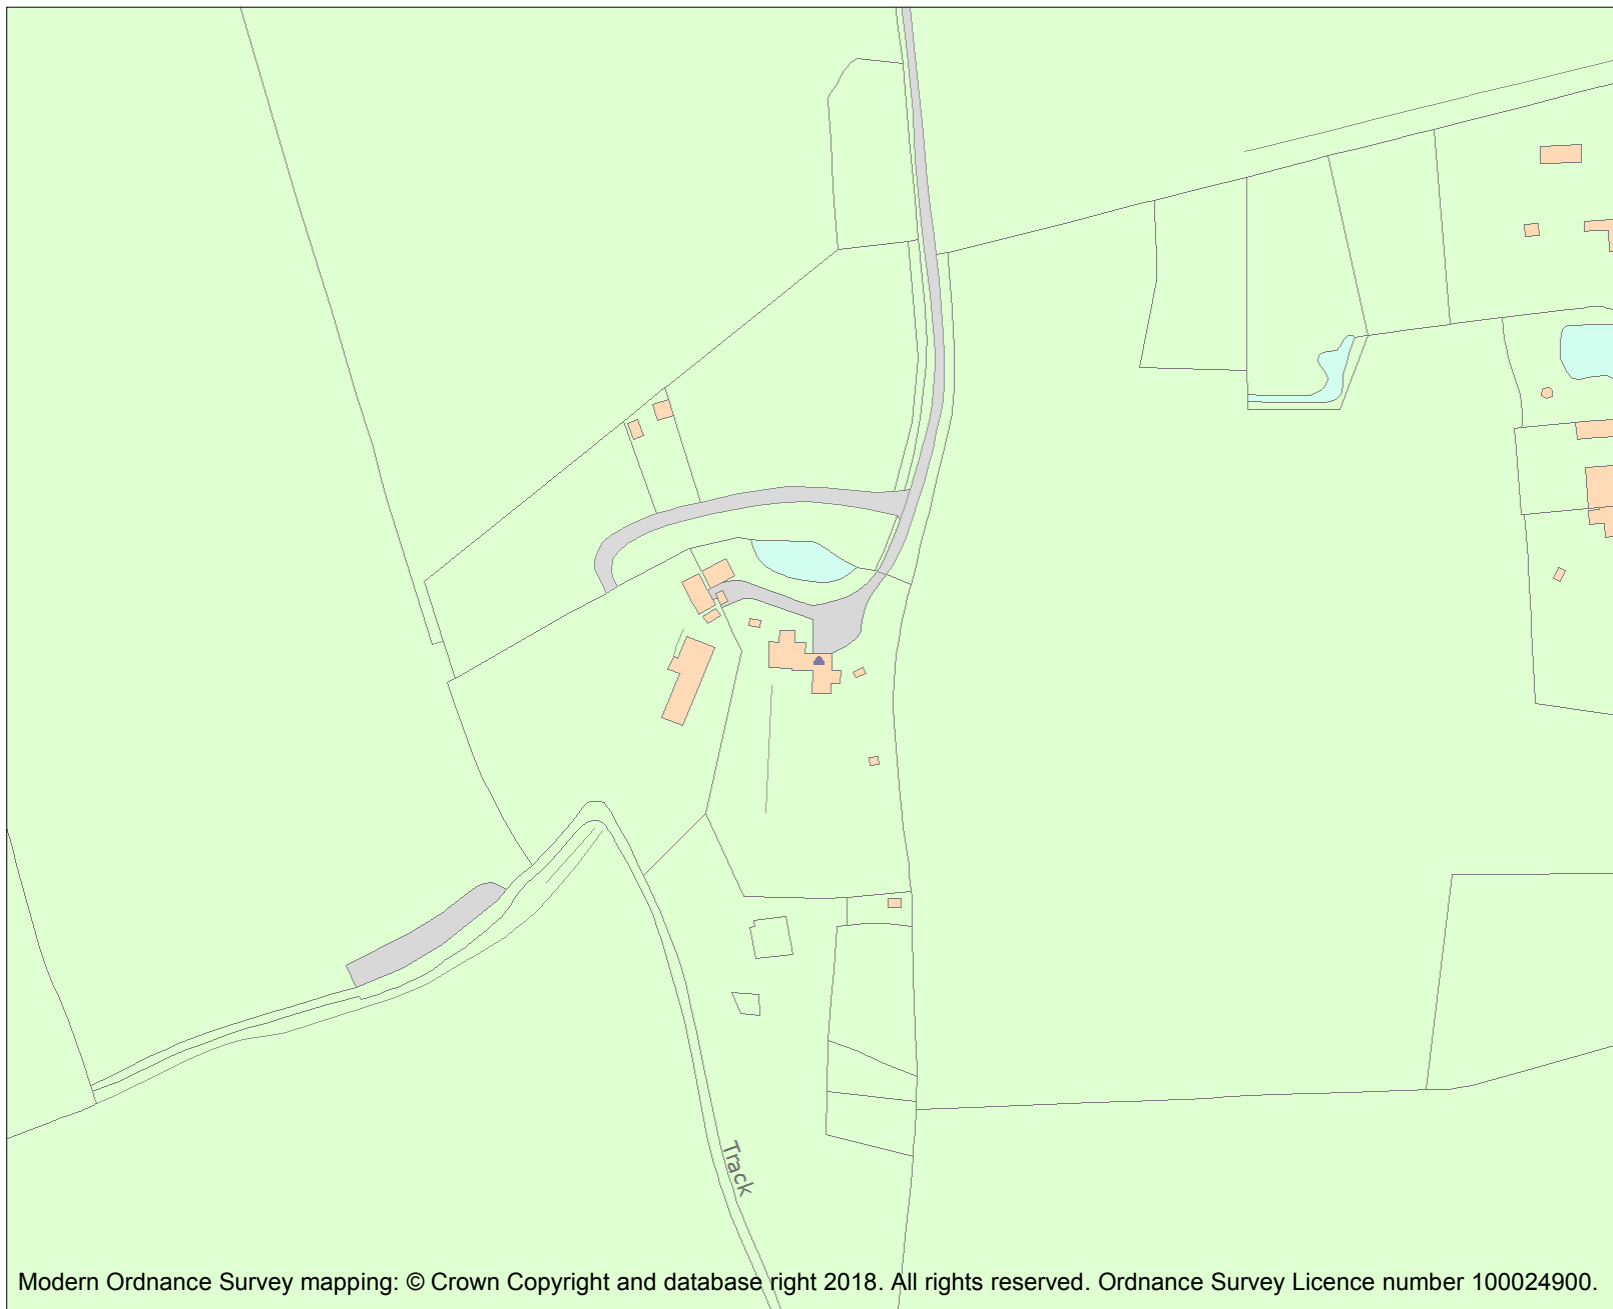 Track
Modern Ordnance Survey mapping: © Crown Copyright and database right 2018. All rights reserved. Ordnance Survey Licence number 100024900.